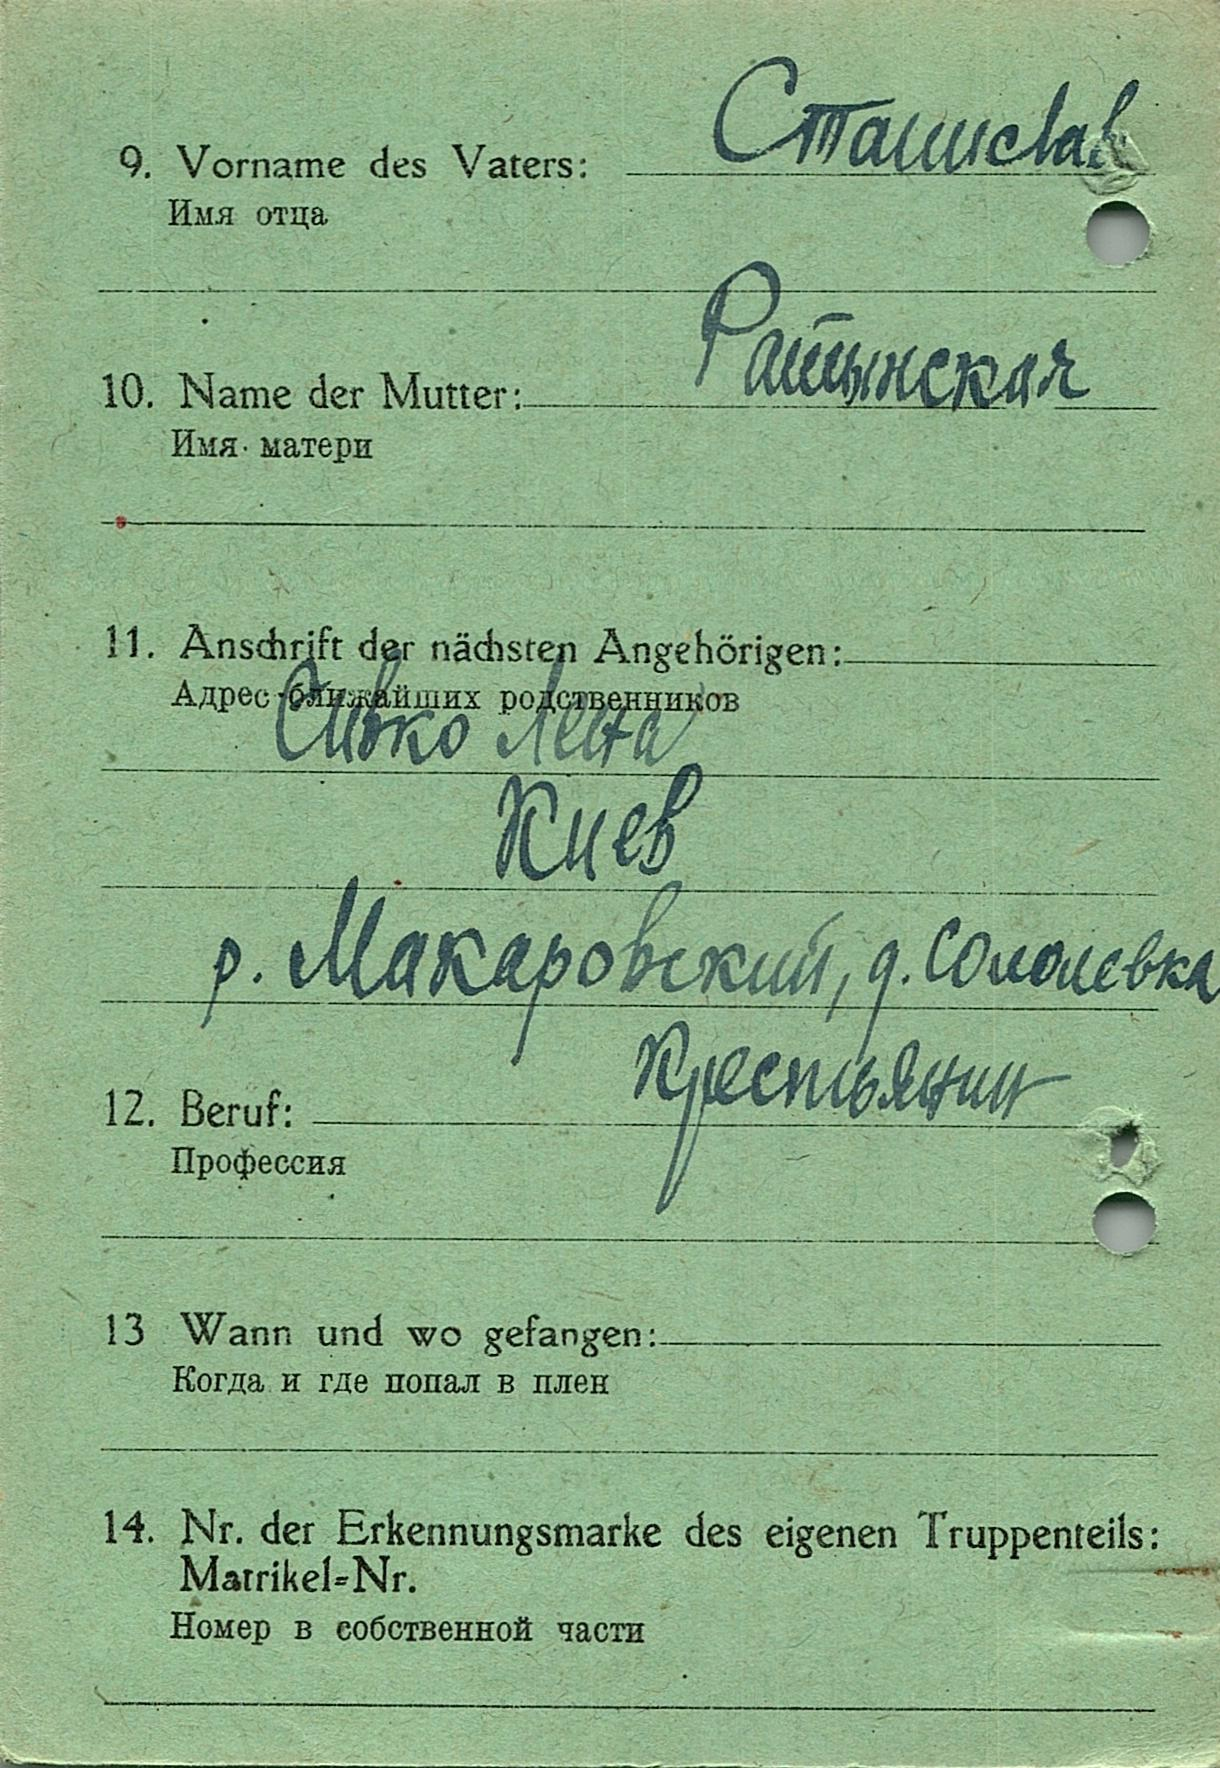 9. Vorname des Vaters: Станислав
Имя отца
10. Name der Mutter: Ратынская
Имя матери
11. Anschrift der nächsten Angehörigen:
Адрес ближайших родственников
Сивко Лена
Киев
р. Макаровский, д. Соломевка
12. Beruf: Крестьянин
Профессия
13 Wann und wo gefangen:
Когда и где попал в плен
14. Nr. der Erkennungsmarke des eigenen Truppenteils:
Matrikel-Nr.
Номер в собственной части